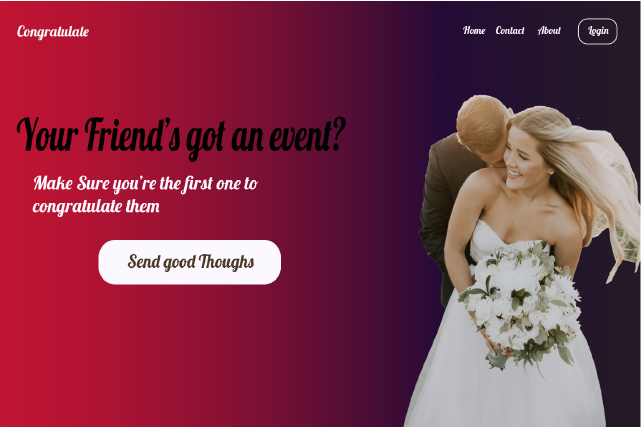 Congratulate
Home Contact About Login
Your Friend's got an event?
Make Sure you're the first one to
congratulate them
Send good Thoughs